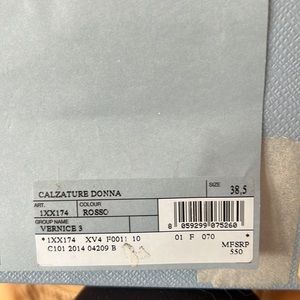 CALZATURE DONNA SIZE 38,5
ART. COLOUR
1XX174 ROSSO
GROUP NAME
VERNICE 3
8 059299 075260
*1XX174 XV4 F0011 10 01 F 070 *
C101 2014 04209 B MFSRP
550